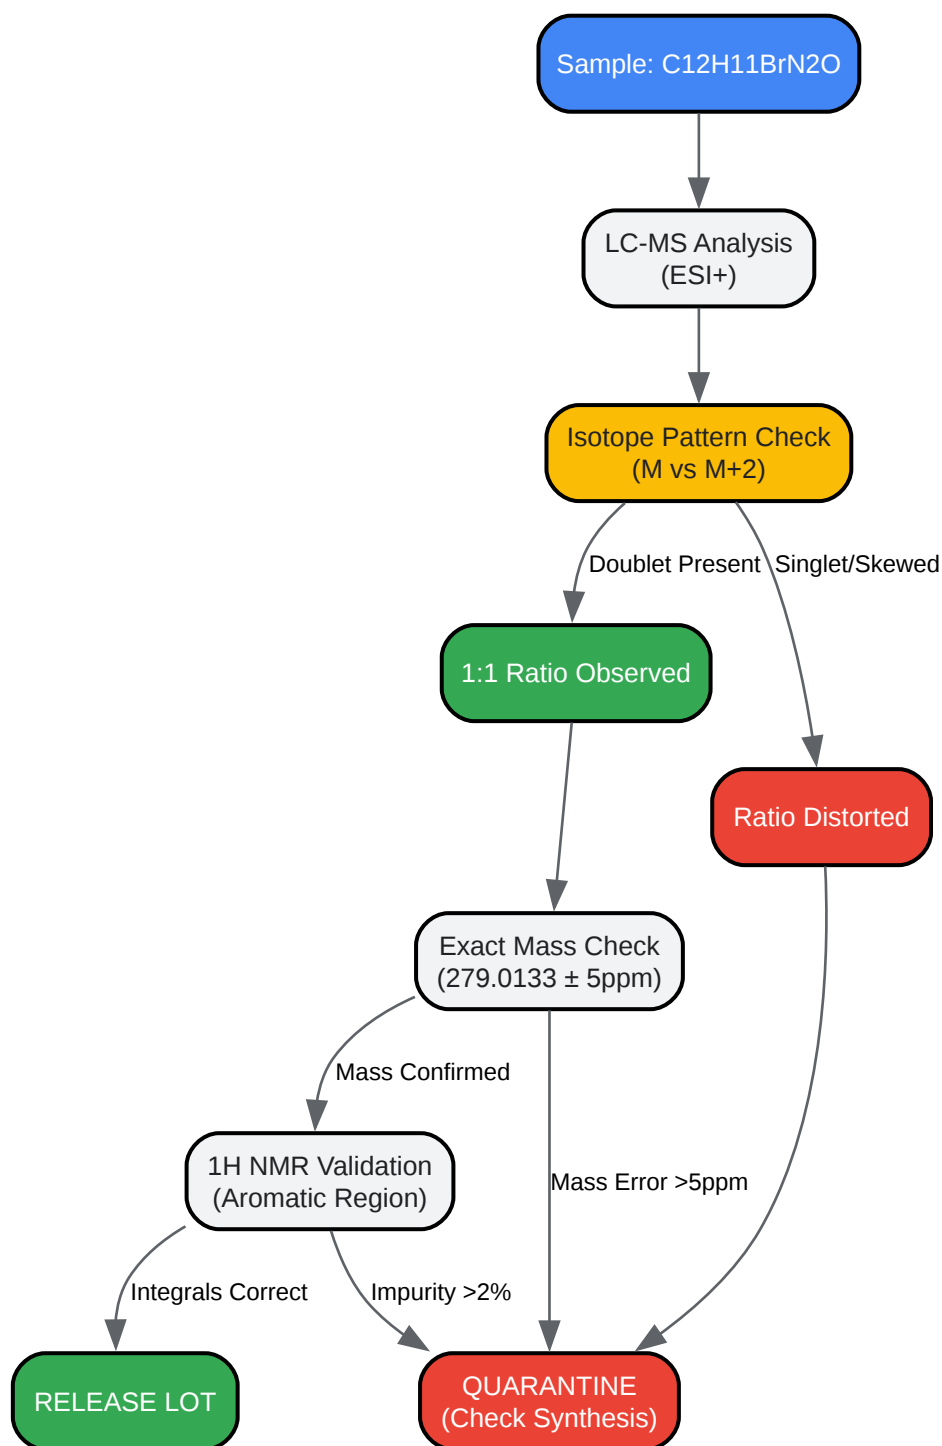 Sample: C12H11BrN2O
LC-MS Analysis
(ESI+)
Isotope Pattern Check
(M vs M+2)
Doublet Present
Singlet/Skewed
1:1 Ratio Observed
Ratio Distorted
Exact Mass Check
(279.0133 ± 5ppm)
Mass Confirmed
1H NMR Validation
(Aromatic Region)
Mass Error >5ppm
Integrals Correct
Impurity >2%
RELEASE LOT
QUARANTINE
(Check Synthesis)